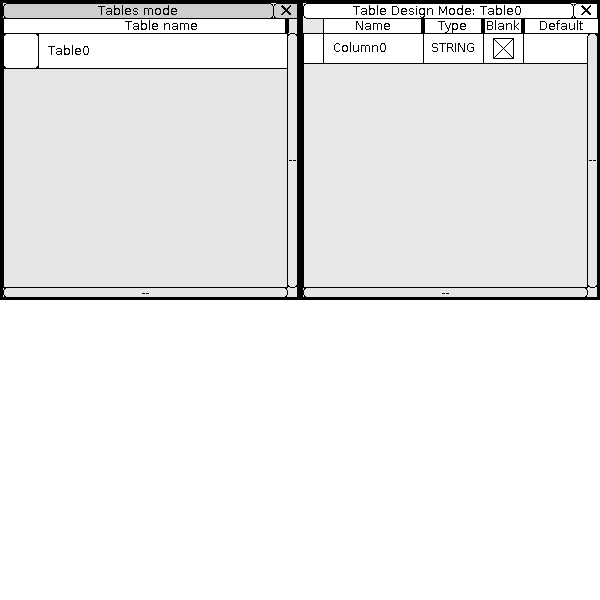 Tables mode
Table name
Table0
--
--
Table Design Mode: Table0
Name Type Blank Default
Column0 STRING
--
--